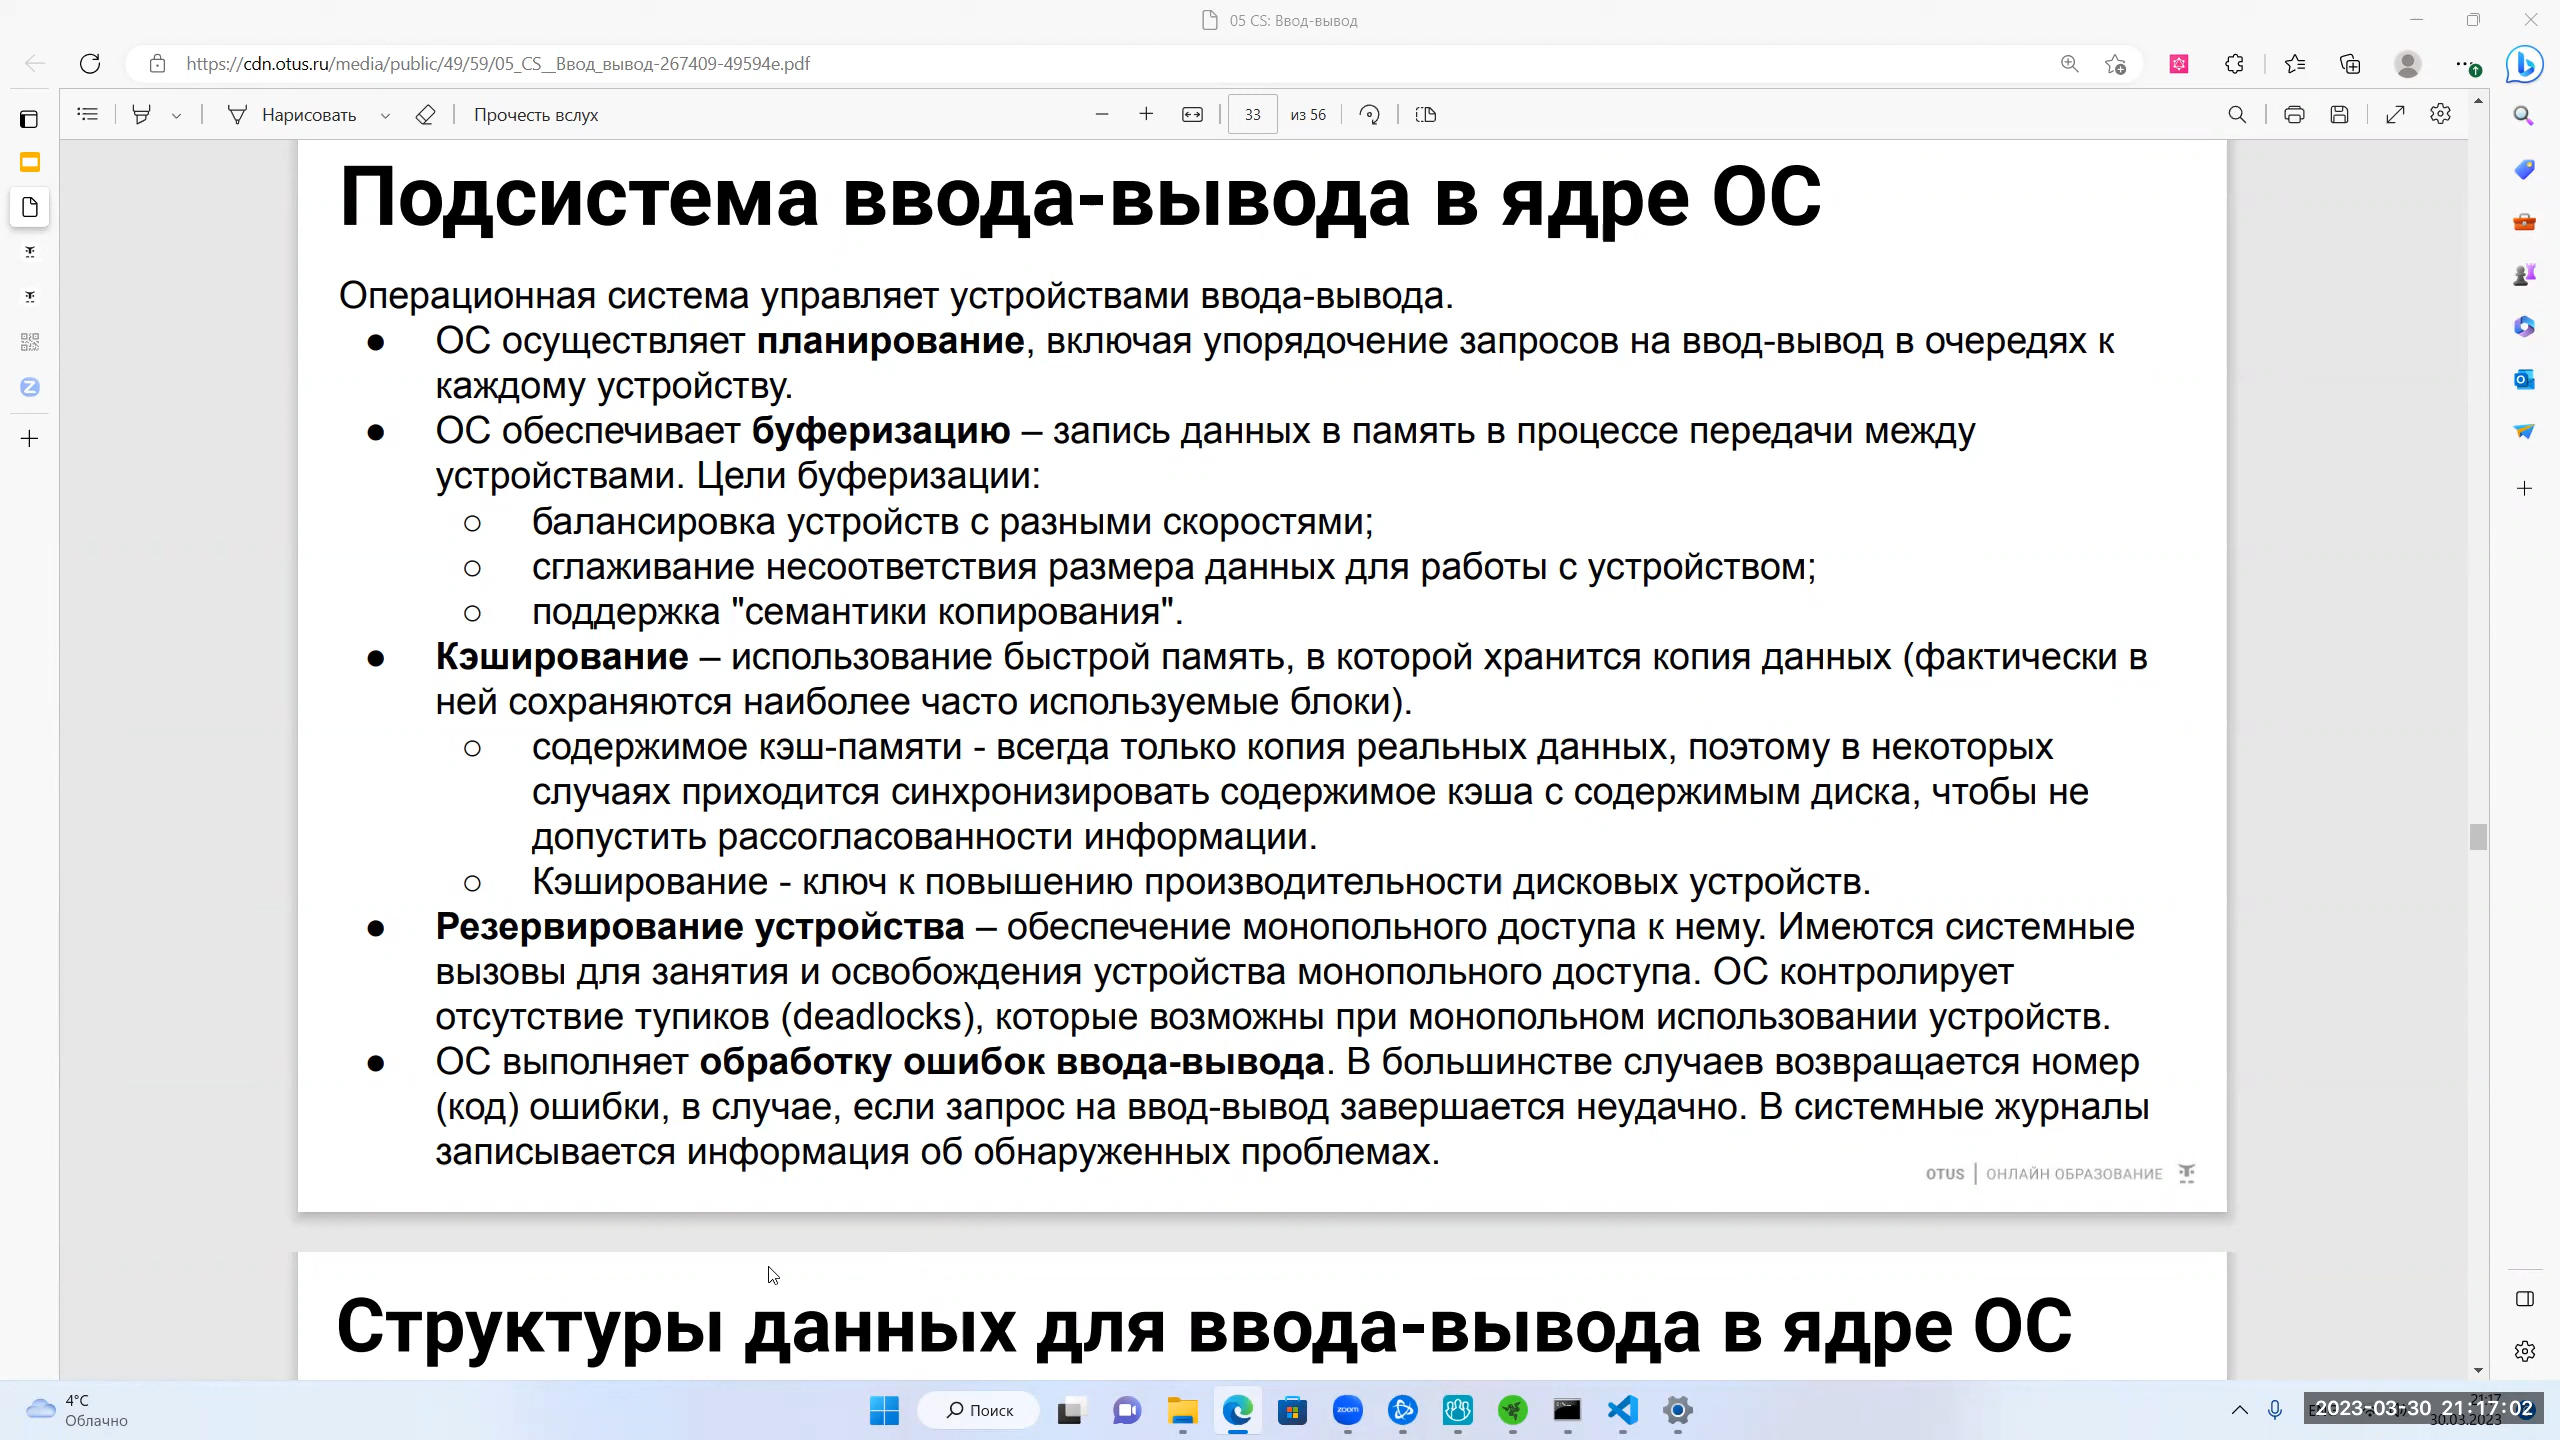 05 CS: Ввод-вывод
https://cdn.otus.ru/media/public/49/59/05_CS__Ввод_вывод-267409-49594e.pdf
Нарисовать
Прочесть вслух
33
из 56
Подсистема ввода-вывода в ядре ОС
Операционная система управляет устройствами ввода-вывода.
● ОС осуществляет планирование, включая упорядочение запросов на ввод-вывод в очередях к
каждому устройству.
● ОС обеспечивает буферизацию – запись данных в память в процессе передачи между
устройствами. Цели буферизации:
○ балансировка устройств с разными скоростями;
○ сглаживание несоответствия размера данных для работы с устройством;
○ поддержка "семантики копирования".
● Кэширование – использование быстрой память, в которой хранится копия данных (фактически в
ней сохраняются наиболее часто используемые блоки).
○ содержимое кэш-памяти - всегда только копия реальных данных, поэтому в некоторых
случаях приходится синхронизировать содержимое кэша с содержимым диска, чтобы не
допустить рассогласованности информации.
○ Кэширование - ключ к повышению производительности дисковых устройств.
● Резервирование устройства – обеспечение монопольного доступа к нему. Имеются системные
вызовы для занятия и освобождения устройства монопольного доступа. ОС контролирует
отсутствие тупиков (deadlocks), которые возможны при монопольном использовании устройств.
● ОС выполняет обработку ошибок ввода-вывода. В большинстве случаев возвращается номер
(код) ошибки, в случае, если запрос на ввод-вывод завершается неудачно. В системные журналы
записывается информация об обнаруженных проблемах.
OTUS | ОНЛАЙН ОБРАЗОВАНИЕ
Структуры данных для ввода-вывода в ядре ОС
4°C
Облачно
Поиск
zoom
21:17
2023-03-30 21:17:02
30.03.2023